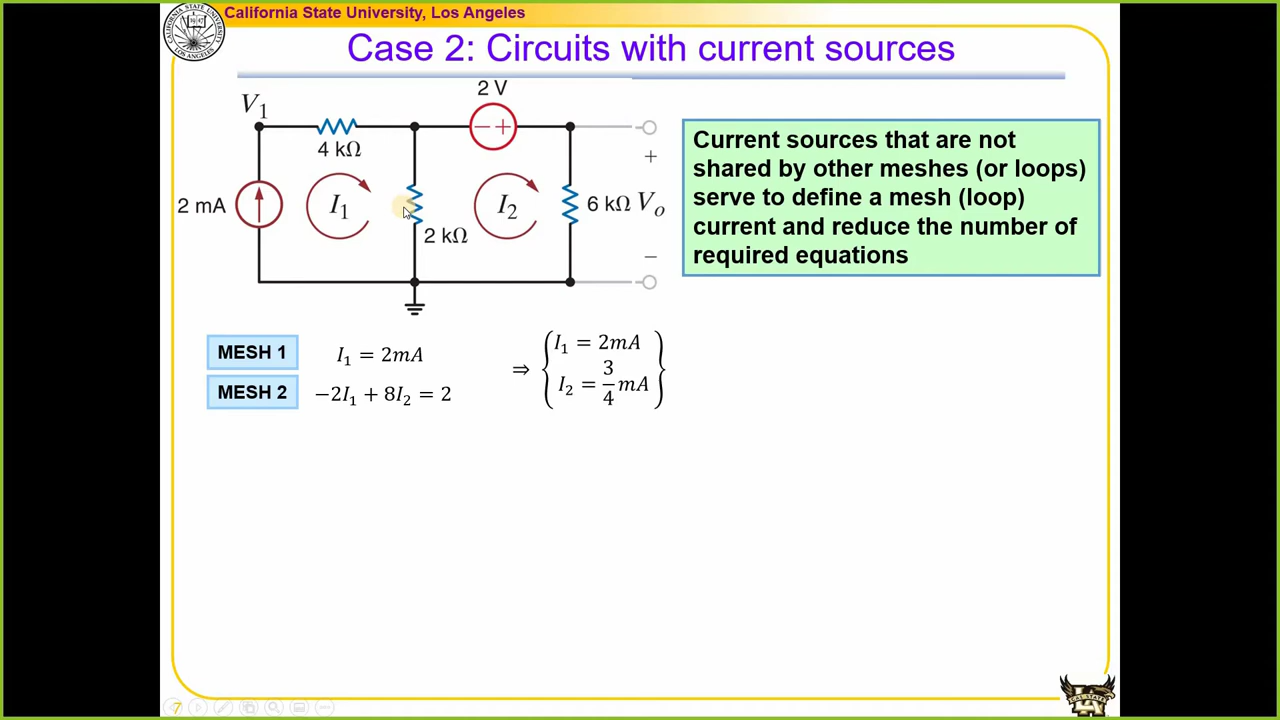 California State University, Los Angeles
Case 2: Circuits with current sources
2 V
V₁
4 kΩ
2 mA
I₁
I₂
2 kΩ
+
6 kΩ Vₒ
−
− +
Current sources that are not
shared by other meshes (or loops)
serve to define a mesh (loop)
current and reduce the number of
required equations
MESH 1 I₁ = 2mA
MESH 2 −2I₁ + 8I₂ = 2
⇒ { I₁ = 2mA
I₂ = 3/4 mA }
7